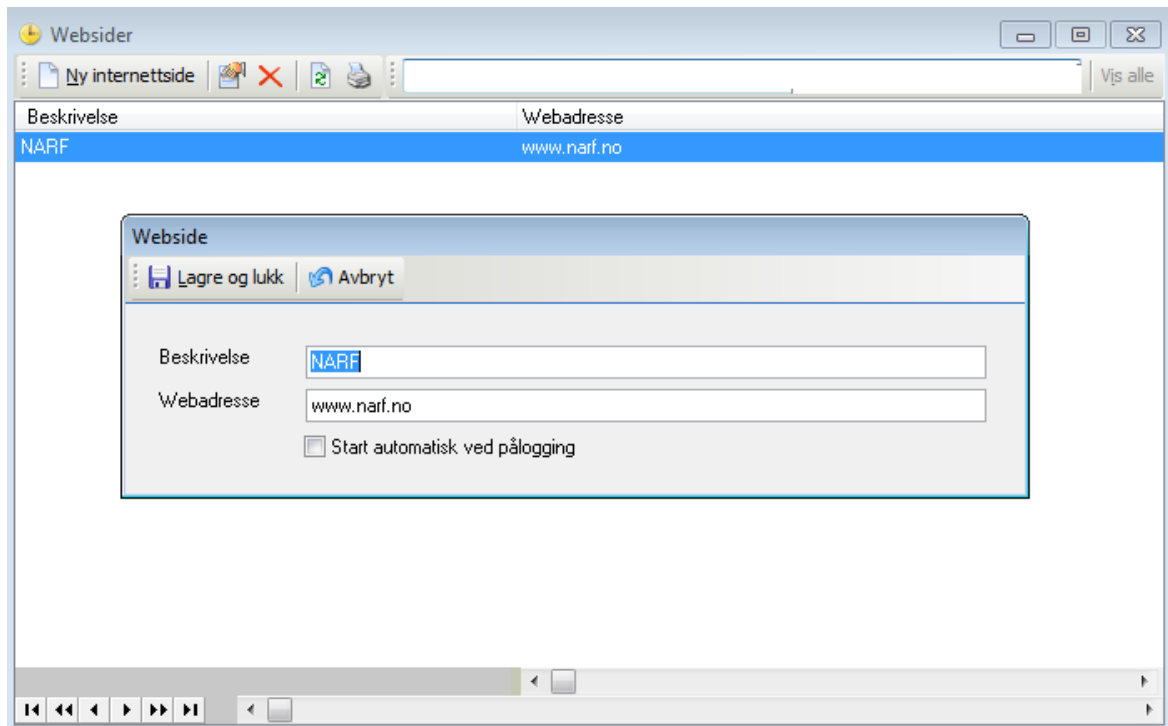 Websider
Ny internettside Vis alle
Beskrivelse Webadresse
NARF www.narf.no
Webside
Lagre og lukk Avbryt
Beskrivelse NARF
Webadresse www.narf.no
Start automatisk ved pålogging